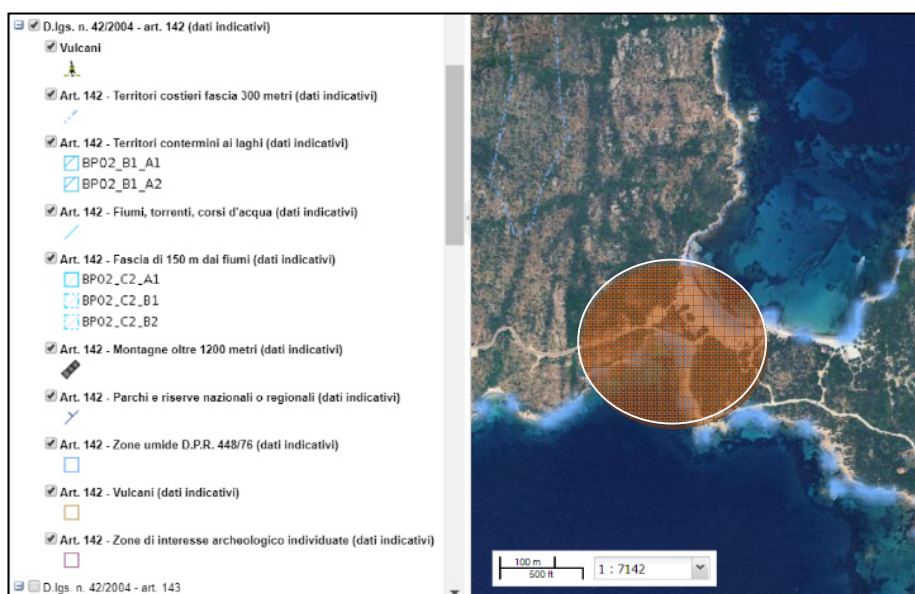 D.lgs. n. 42/2004 - art. 142 (dati indicativi)
Vulcani
Art. 142 - Territori costieri fascia 300 metri (dati indicativi)
Art. 142 - Territori contermini ai laghi (dati indicativi)
BP02_B1_A1
BP02_B1_A2
Art. 142 - Fiumi, torrenti, corsi d'acqua (dati indicativi)
Art. 142 - Fascia di 150 m dai fiumi (dati indicativi)
BP02_C2_A1
BP02_C2_B1
BP02_C2_B2
Art. 142 - Montagne oltre 1200 metri (dati indicativi)
Art. 142 - Parchi e riserve nazionali o regionali (dati indicativi)
Art. 142 - Zone umide D.P.R. 448/76 (dati indicativi)
Art. 142 - Vulcani (dati indicativi)
Art. 142 - Zone di interesse archeologico individuate (dati indicativi)
D.lgs. n. 42/2004 - art. 143
100 m
500 ft
1 : 7142